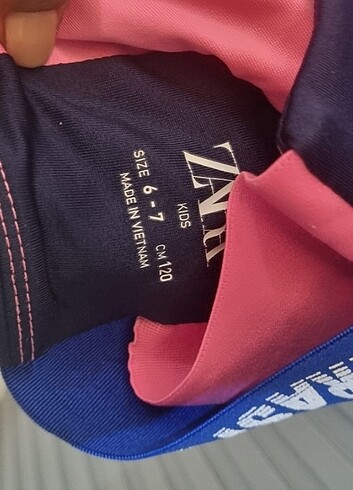 ZARA
KIDS
SIZE 6 - 7 CM 120
MADE IN VIETNAM